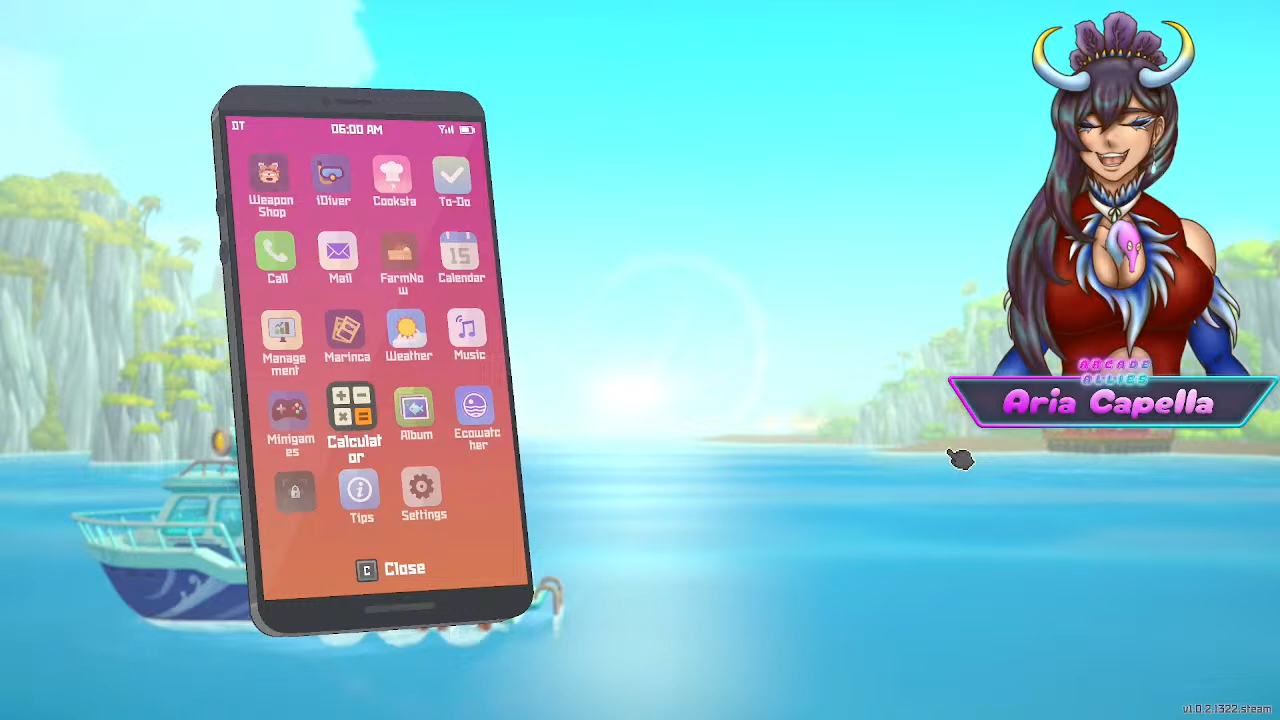 DT
06:00 AM
Weapon
Shop
iDiver
Cooksta
To-Do
Call
Mail
FarmNo
w
15
Calendar
Manage
ment
Marinca
Weather
Music
Minigam
es
Calculat
or
Album
Ecowatc
her
Tips
Settings
C Close
ARCADE
ALLIES
Aria Capella
v1.0.2.1322.steam